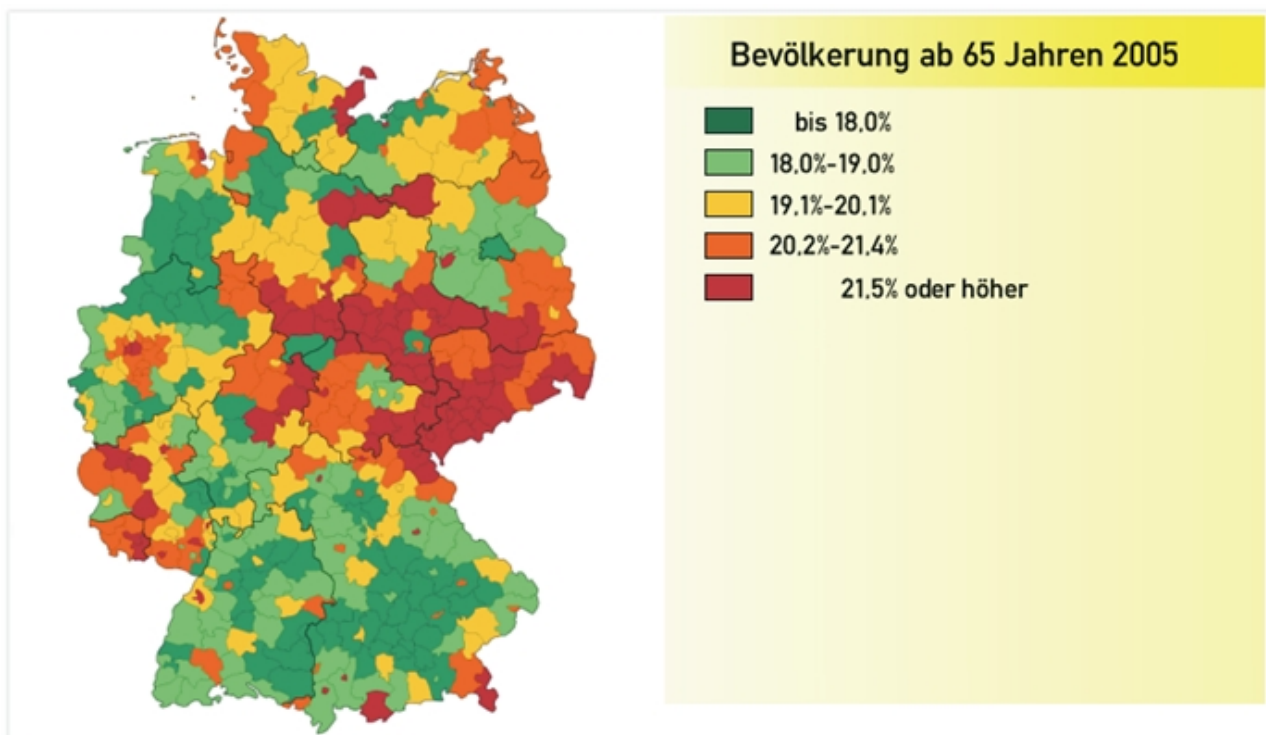 Bevölkerung ab 65 Jahren 2005
bis 18.0%
18,0%-19,0%
19,1%-20,1%
20,2%-21,4%
21,5% oder höher